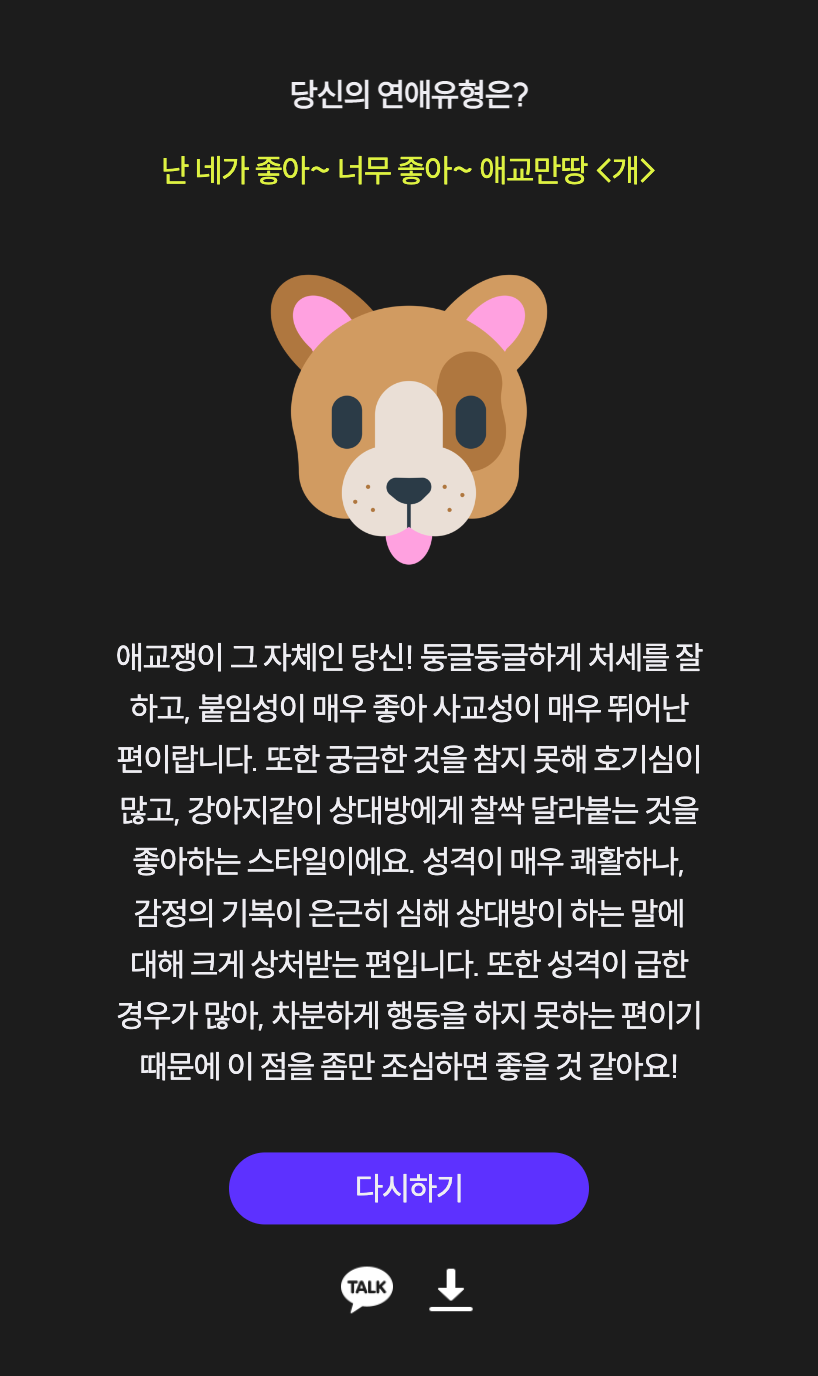 당신의 연애유형은?
난 네가 좋아~ 너무 좋아~ 애교만땅 <개>
애교쟁이 그 자체인 당신! 둥글둥글하게 처세를 잘
하고, 붙임성이 매우 좋아 사교성이 매우 뛰어난
편이랍니다. 또한 궁금한 것을 참지 못해 호기심이
많고, 강아지같이 상대방에게 찰싹 달라붙는 것을
좋아하는 스타일이에요. 성격이 매우 쾌활하나,
감정의 기복이 은근히 심해 상대방이 하는 말에
대해 크게 상처받는 편입니다. 또한 성격이 급한
경우가 많아, 차분하게 행동을 하지 못하는 편이기
때문에 이 점을 좀만 조심하면 좋을 것 같아요!
다시하기
TALK